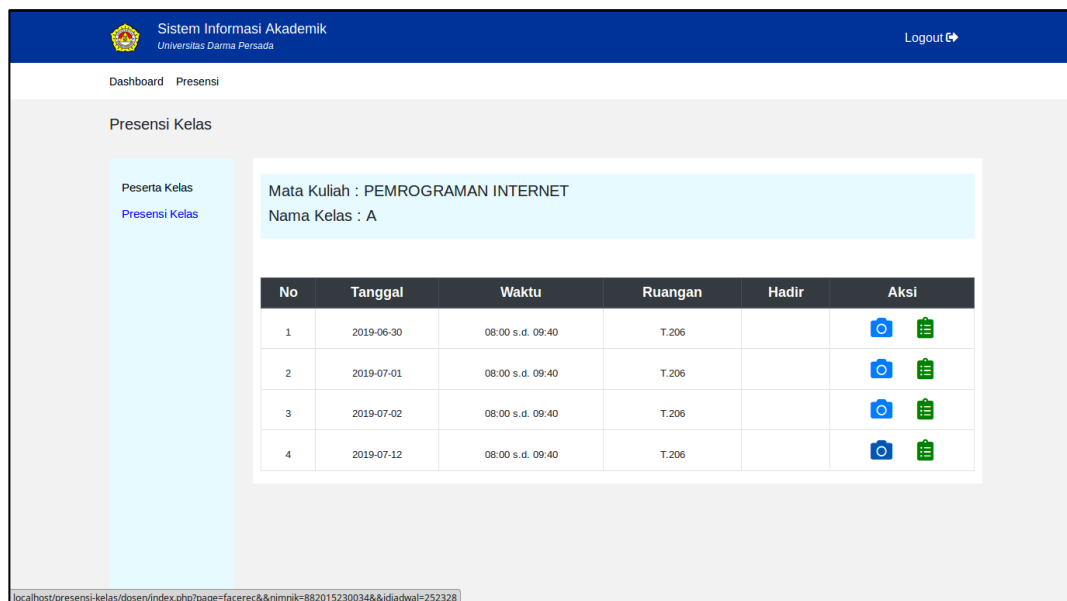 Sistem Informasi Akademik
Universitas Darma Persada
Logout
Dashboard Presensi
Presensi Kelas
Peserta Kelas
Presensi Kelas
Mata Kuliah : PEMROGRAMAN INTERNET
Nama Kelas : A
No Tanggal Waktu Ruangan Hadir Aksi
1 2019-06-30 08:00 s.d. 09:40 T.206
2 2019-07-01 08:00 s.d. 09:40 T.206
3 2019-07-02 08:00 s.d. 09:40 T.206
4 2019-07-12 08:00 s.d. 09:40 T.206
localhost/presensi-kelas/dosen/index.php?page=facerec&&nimnik=882015230034&&idjadwal=252328